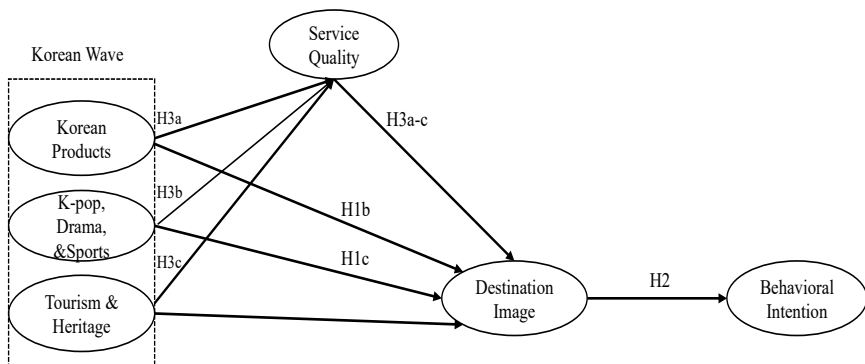 Service
Quality
Korean Wave
H3a
H3a-c
Korean
Products
H3b
H1b
K-pop,
Drama,
&Sports
H1c
H3c
H2
Tourism &
Heritage
Destination
Image
Behavioral
Intention